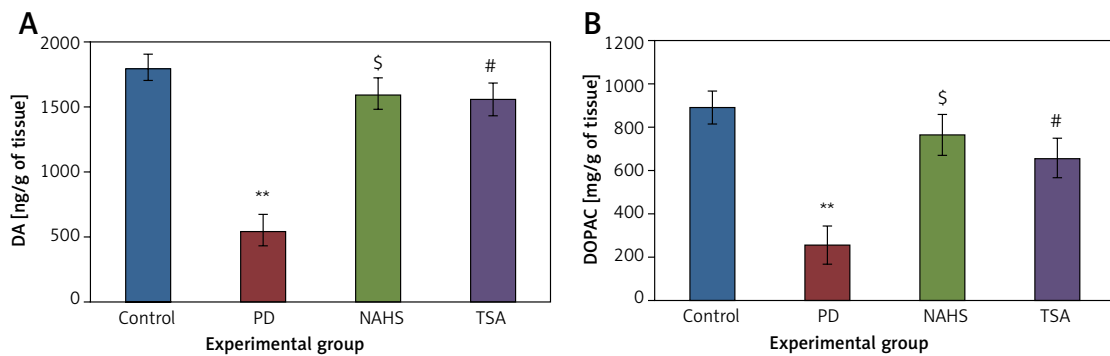 A
DA [ng/g of tissue]
2000
1500
1000
500
0
**
$
#
Control PD NAHS TSA
Experimental group
B
DOPAC [mg/g of tissue]
1200
1000
800
600
400
200
0
**
$
#
Control PD NAHS TSA
Experimental group